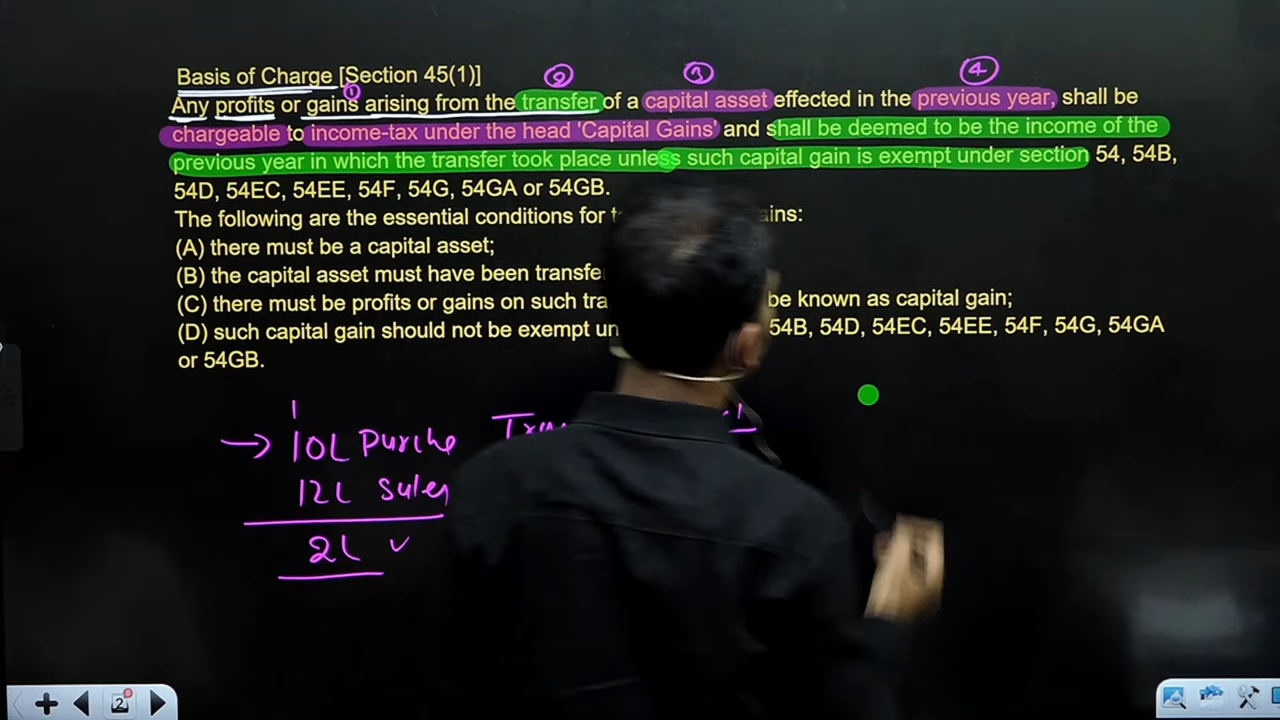 Basis of Charge [Section 45(1)]
② ③ ④
①
Any profits or gains arising from the transfer of a capital asset effected in the previous year, shall be
chargeable to income-tax under the head 'Capital Gains' and shall be deemed to be the income of the
previous year in which the transfer took place unless such capital gain is exempt under section 54, 54B,
54D, 54EC, 54EE, 54F, 54G, 54GA or 54GB.
The following are the essential conditions for
(A) there must be a capital asset;
(B) the capital asset must have been
(C) there must be profits or gains on such be known as capital gain;
(D) such capital gain should not be exempt 54B, 54D, 54EC, 54EE, 54F, 54G, 54GA
or 54GB.
→ 10L Purche
12L Sales
2L ✓
2